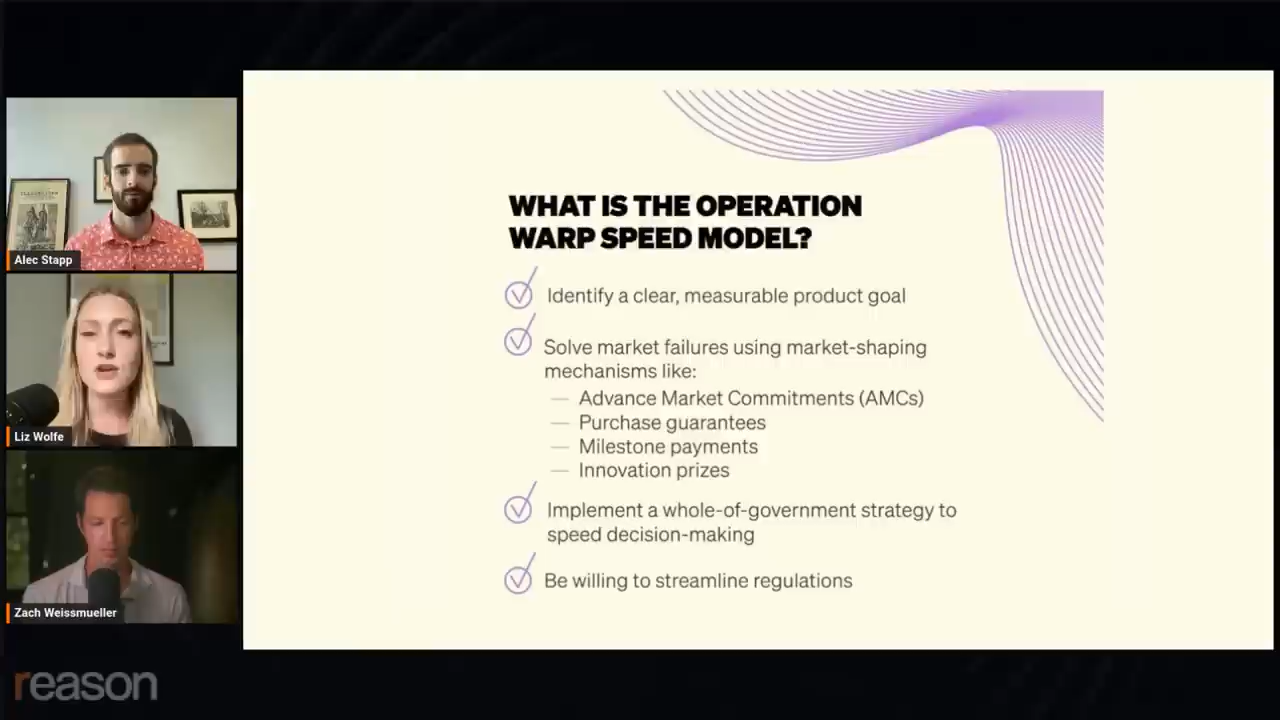 Alec Stapp
Liz Wolfe
Zach Weissmueller
reason
WHAT IS THE OPERATION
WARP SPEED MODEL?
Identify a clear, measurable product goal
Solve market failures using market-shaping
mechanisms like:
— Advance Market Commitments (AMCs)
— Purchase guarantees
— Milestone payments
— Innovation prizes
Implement a whole-of-government strategy to
speed decision-making
Be willing to streamline regulations